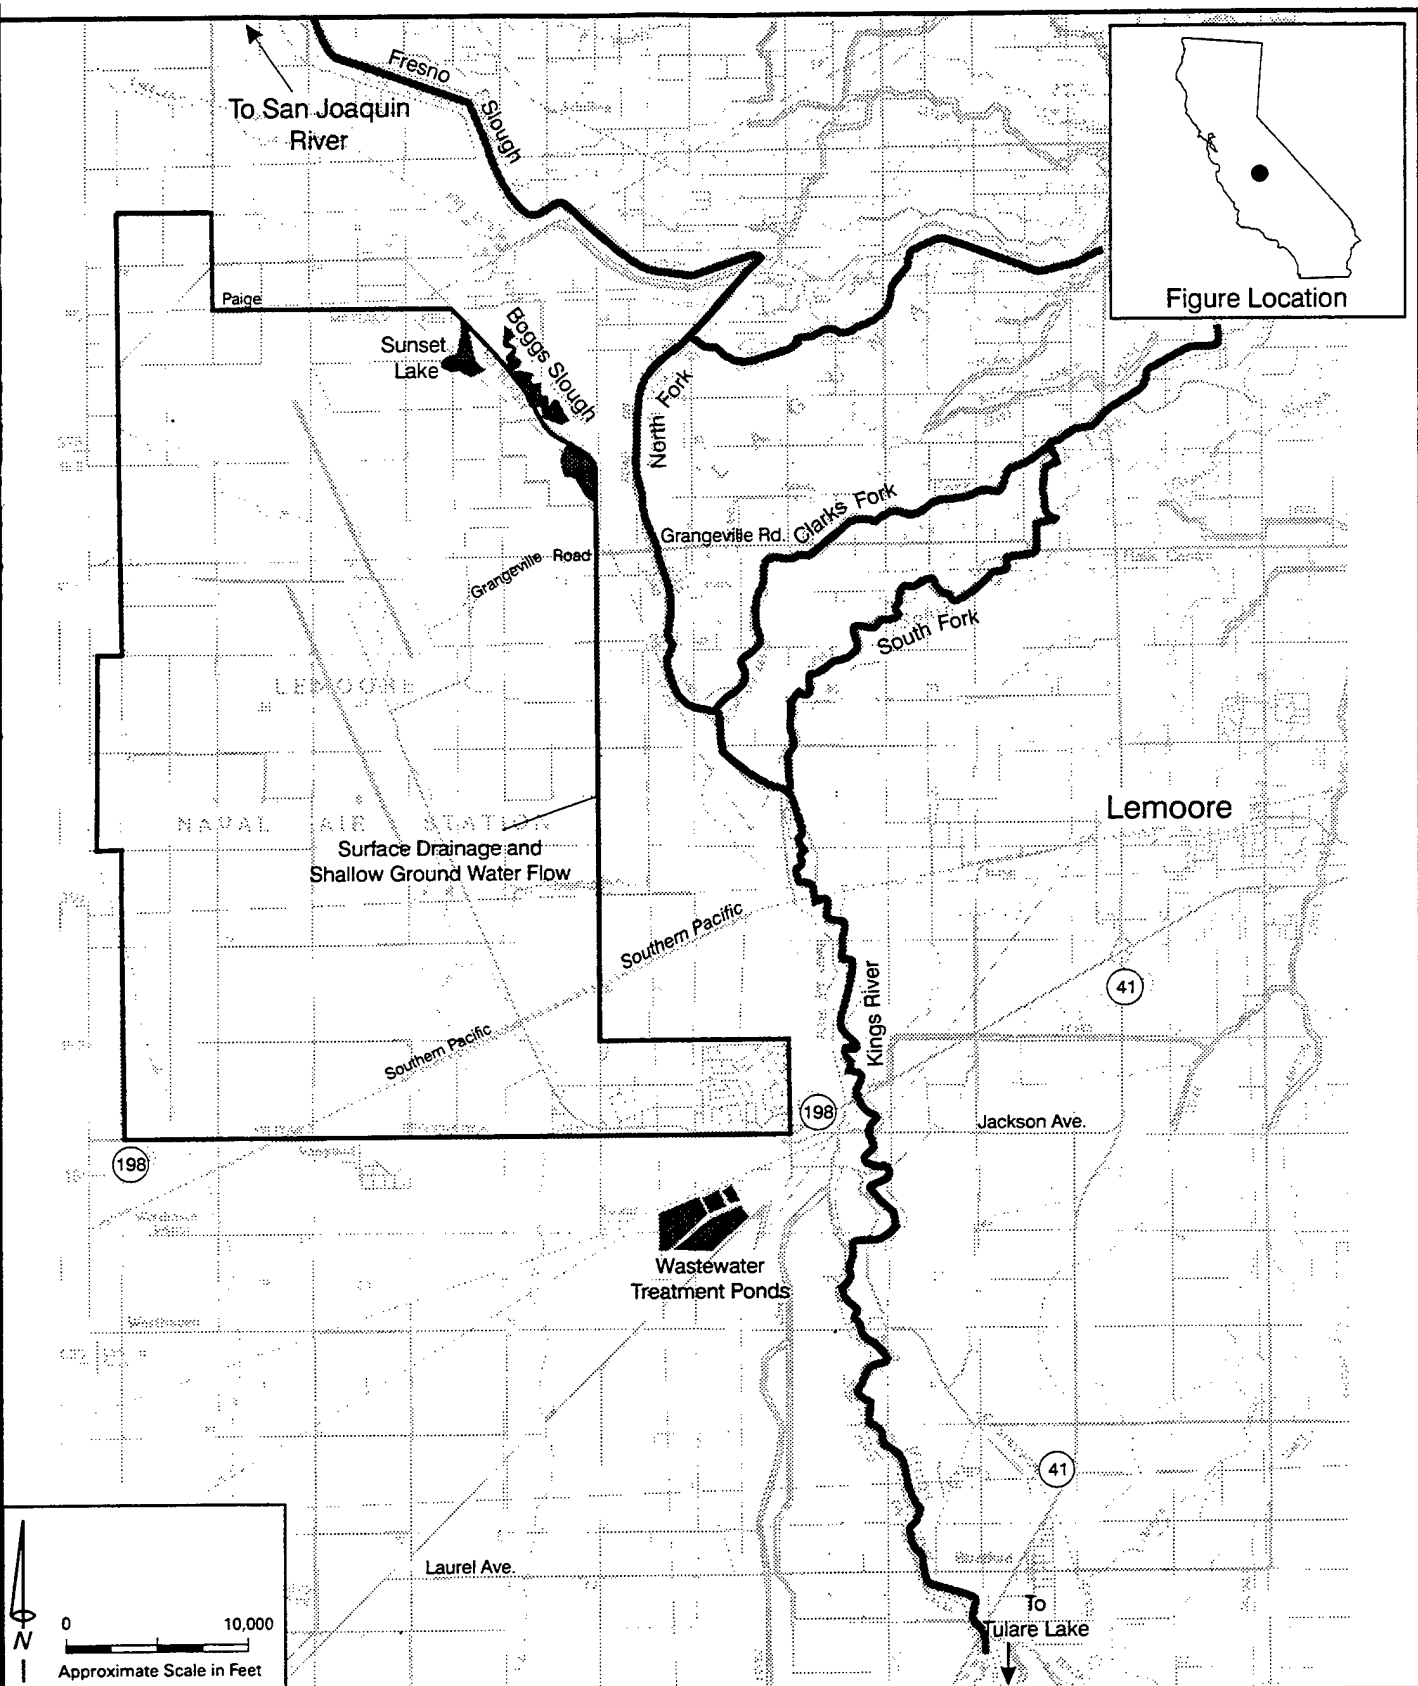 Fresno
Slough
To San Joaquin
River
Figure Location
Paige
Sunset
Lake
Boggs Slough
North Fork
Grangeville Rd.
Clarks Fork
Grangeville Road
South Fork
LEMOORE
Lemoore
NAVAL AIR STATION
Surface Drainage and
Shallow Ground Water Flow
Southern Pacific
Kings River
41
Southern Pacific
198
Jackson Ave.
198
Wastewater
Treatment Ponds
41
Laurel Ave.
To
Tulare Lake
N
0 10,000
Approximate Scale in Feet